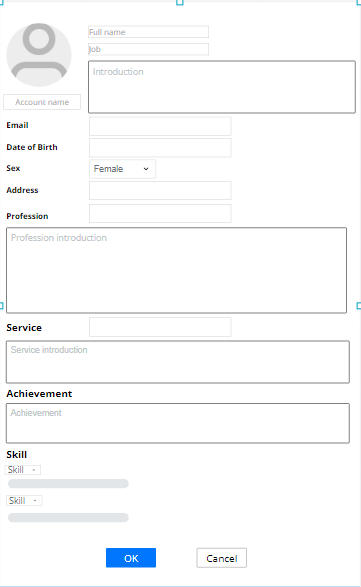 Full name
Job
Introduction
Account name
Email
Date of Birth
Sex
Female
Address
Profession
Profession introduction
Service
Service introduction
Achievement
Achievement
Skill
Skill
Skill
OK
Cancel